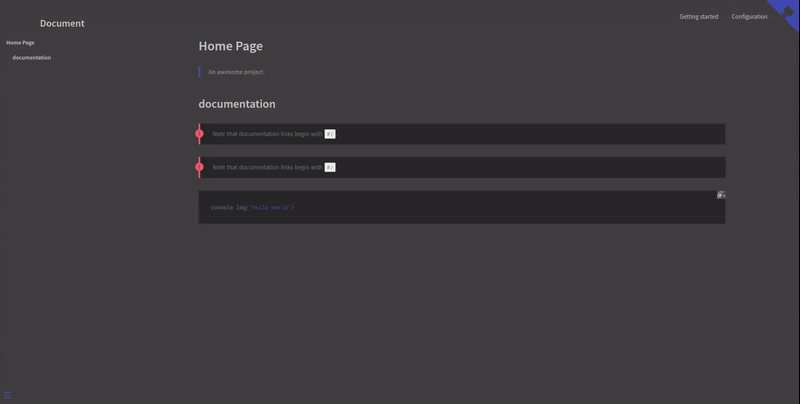 Document
Getting started
Configuration
Home Page
documentation
Home Page
An awesome project.
documentation
Note that documentation links begin with #/
Note that documentation links begin with #/
console log("Hello world")